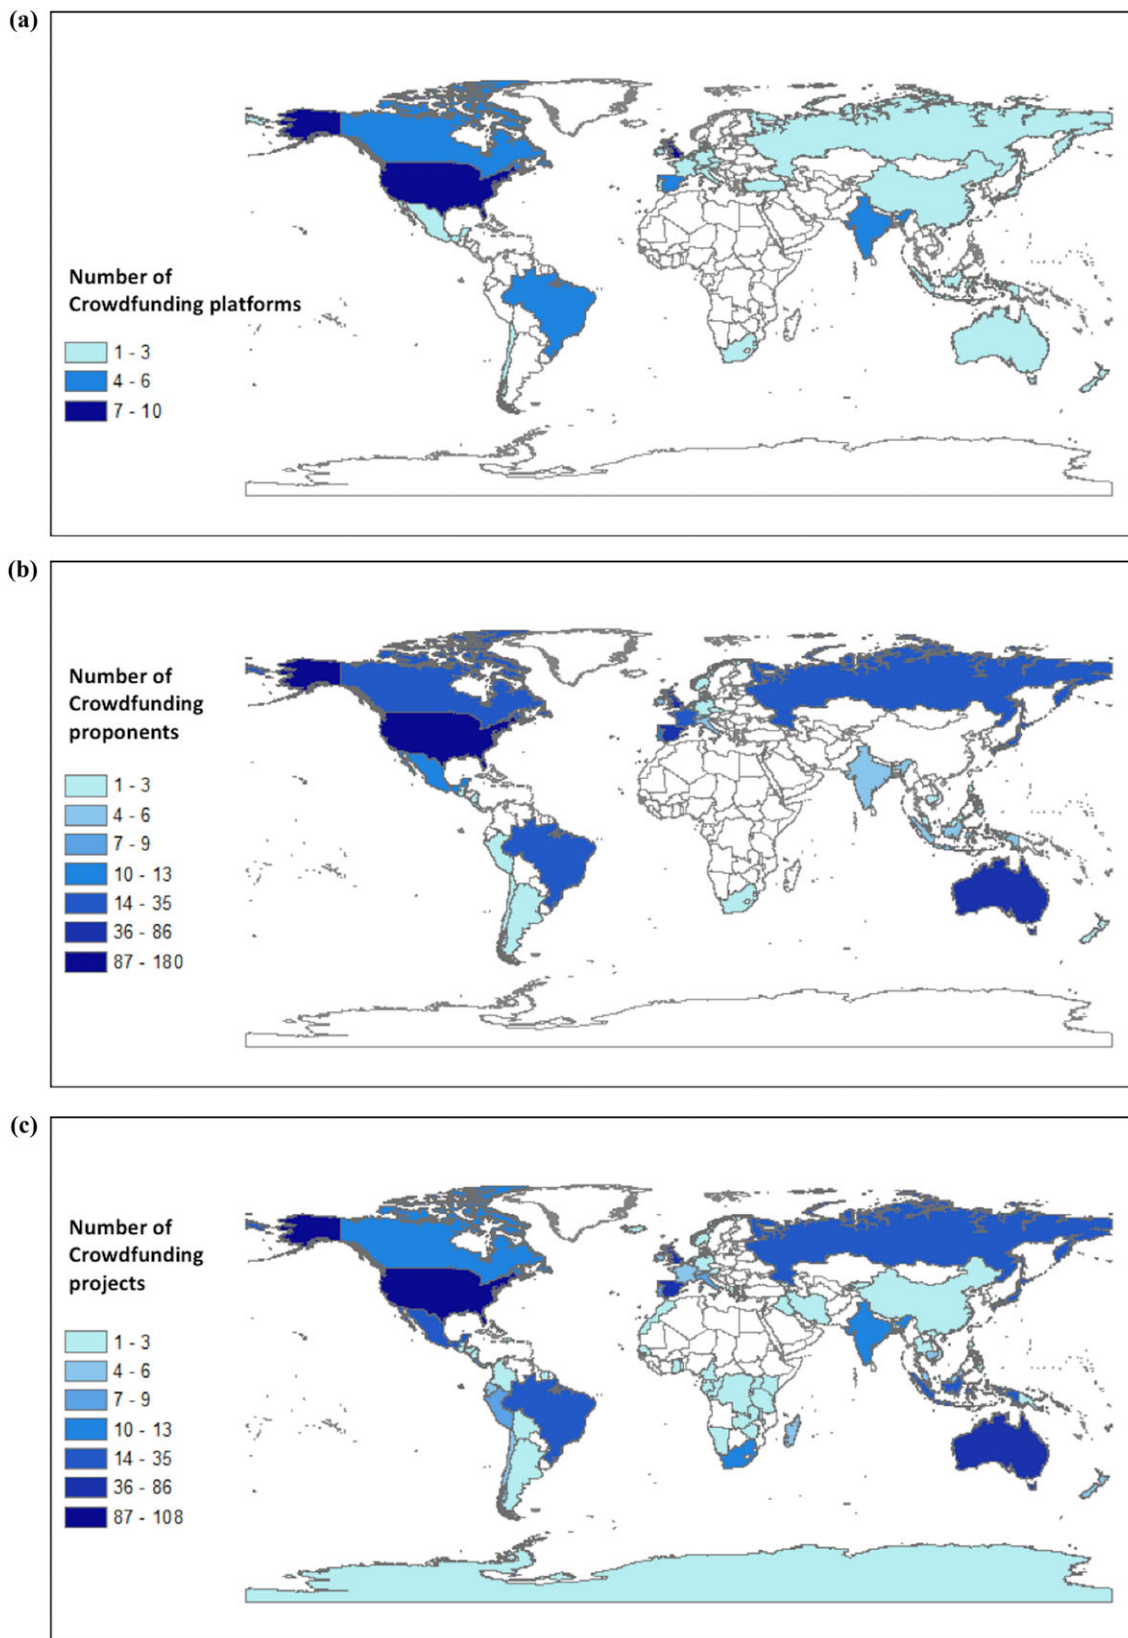 (a)
Number of
Crowdfunding platforms
1 - 3
4 - 6
7 - 10
(b)
Number of
Crowdfunding
proponents
1 - 3
4 - 6
7 - 9
10 - 13
14 - 35
36 - 86
87 - 180
(c)
Number of
Crowdfunding
projects
1 - 3
4 - 6
7 - 9
10 - 13
14 - 35
36 - 86
87 - 108